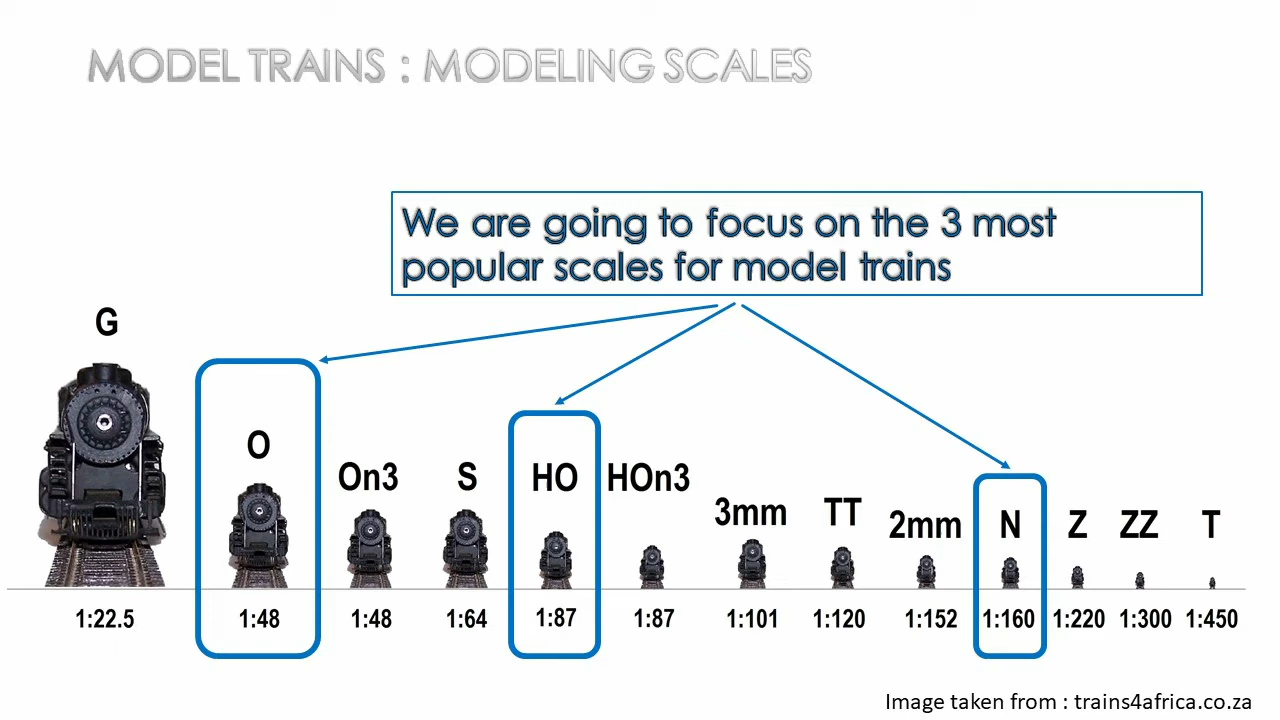 MODEL TRAINS : MODELING SCALES
We are going to focus on the 3 most
popular scales for model trains
G
O
On3
S
HO
HOn3
3mm
TT
2mm
N
Z
ZZ
T
1:22.5
1:48
1:48
1:64
1:87
1:87
1:101
1:120
1:152
1:160
1:220
1:300
1:450
Image taken from : trains4africa.co.za